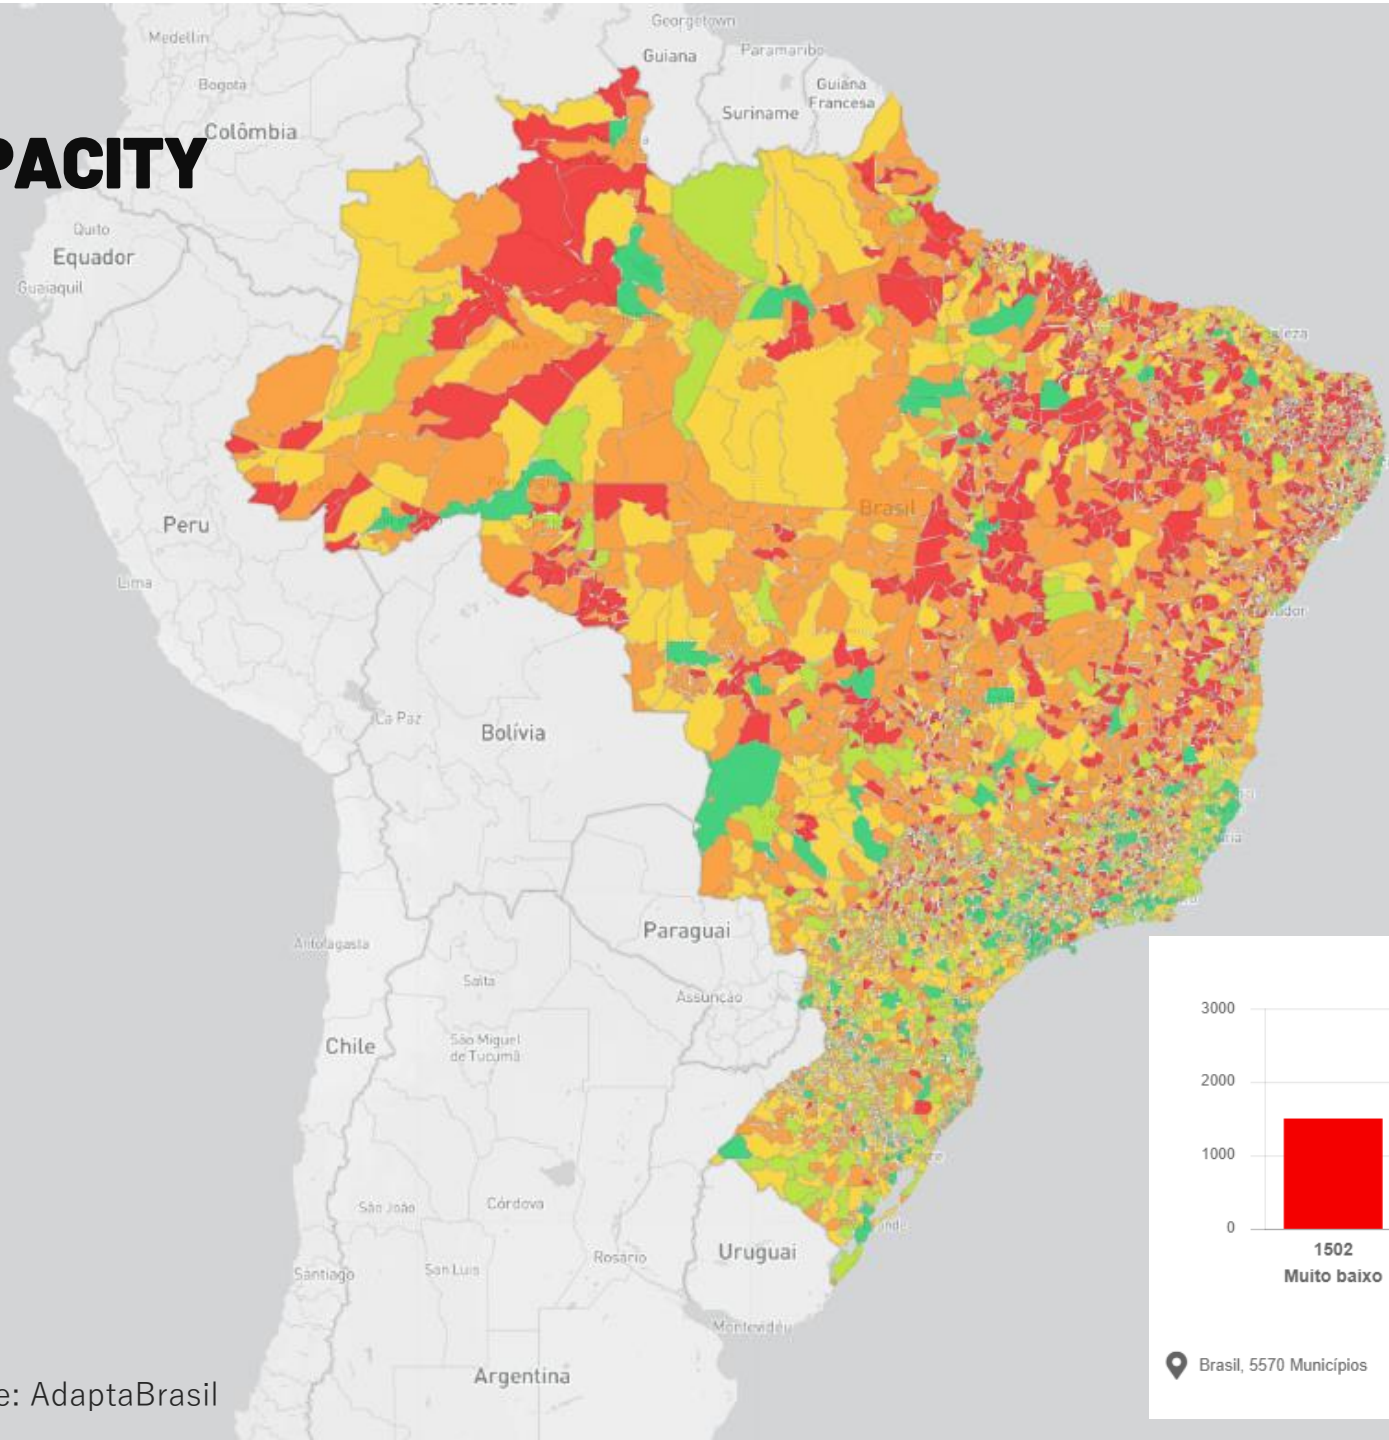 Georgetown
Medellín
Guiana
Paramaribo
Bogota
Guiana
Francesa
Suriname
Colômbia
PACITY
Quito
Equador
Guaiaquil
Brasil
Peru
Lima
La Paz
Bolívia
Paraguai
Antofagasta
Salta
Assunção
Chile
São Miguel
de Tucumã
São João
Córdova
Uruguai
Rosário
Santiago
San Luis
Montevidéu
Argentina
e: AdaptaBrasil
3000
2000
1000
0
1502
Muito baixo
Brasil, 5570 Municípios